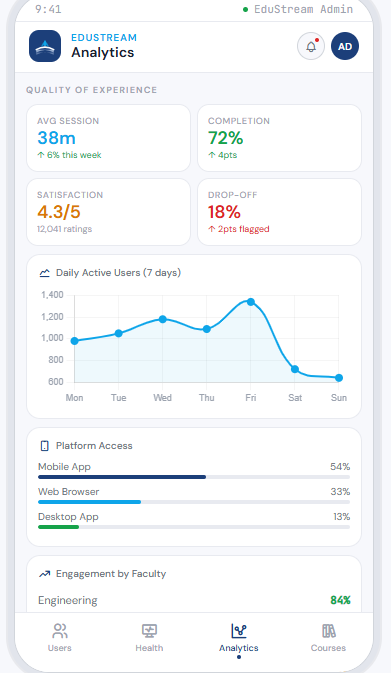 9:41 EduStream Admin
EDUSTREAM
Analytics
AD
QUALITY OF EXPERIENCE
AVG SESSION
38m
↑ 6% this week
COMPLETION
72%
↑ 4pts
SATISFACTION
4.3/5
12,041 ratings
DROP-OFF
18%
↑ 2pts flagged
Daily Active Users (7 days)
1,400
1,200
1,000
800
600
Mon Tue Wed Thu Fri Sat Sun
Platform Access
Mobile App 54%
Web Browser 33%
Desktop App 13%
Engagement by Faculty
Engineering 84%
Users Health Analytics Courses